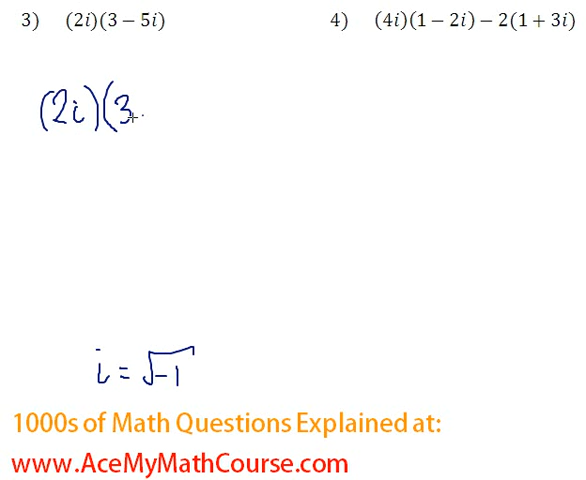 3) (2i)(3 − 5i)
4) (4i)(1 − 2i) − 2(1 + 3i)
(2i)(3
i = √-1
1000s of Math Questions Explained at:
www.AceMyMathCourse.com